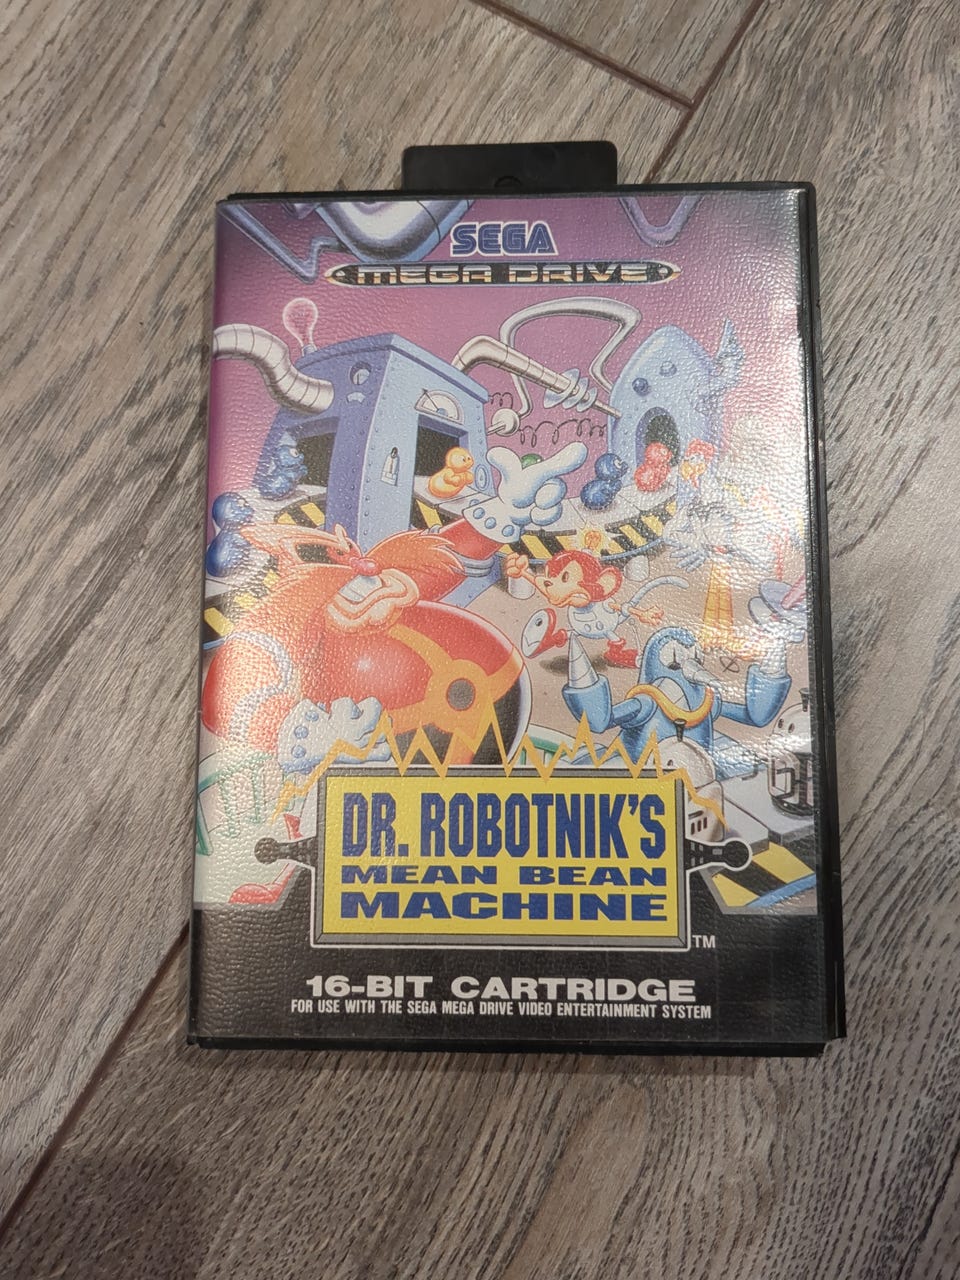 SEGA
MEGA DRIVE
DR. ROBOTNIK'S
MEAN BEAN
MACHINE
TM
16-BIT CARTRIDGE
FOR USE WITH THE SEGA MEGA DRIVE VIDEO ENTERTAINMENT SYSTEM